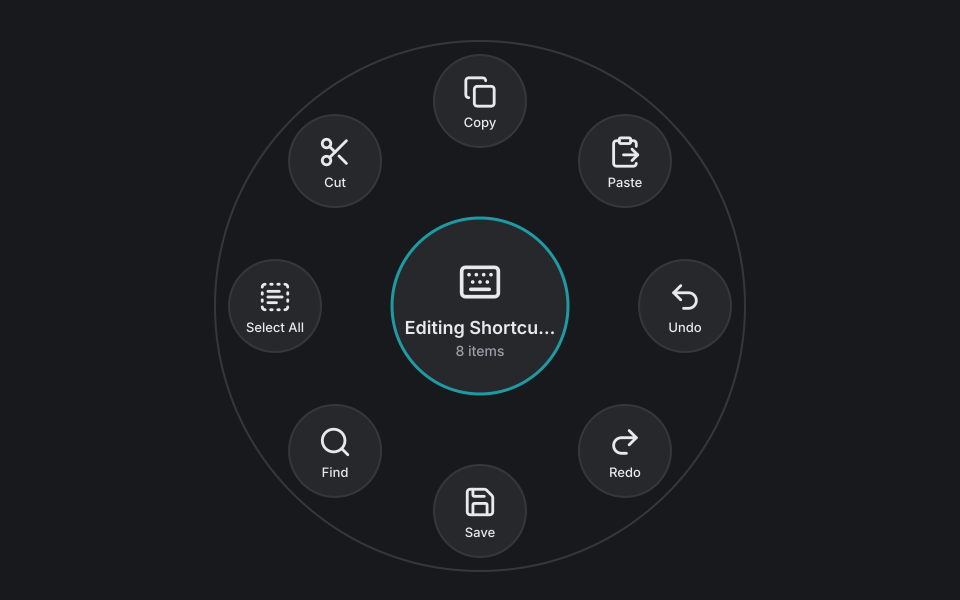 Copy
Cut
Paste
Select All
Editing Shortcu...
8 items
Undo
Find
Redo
Save